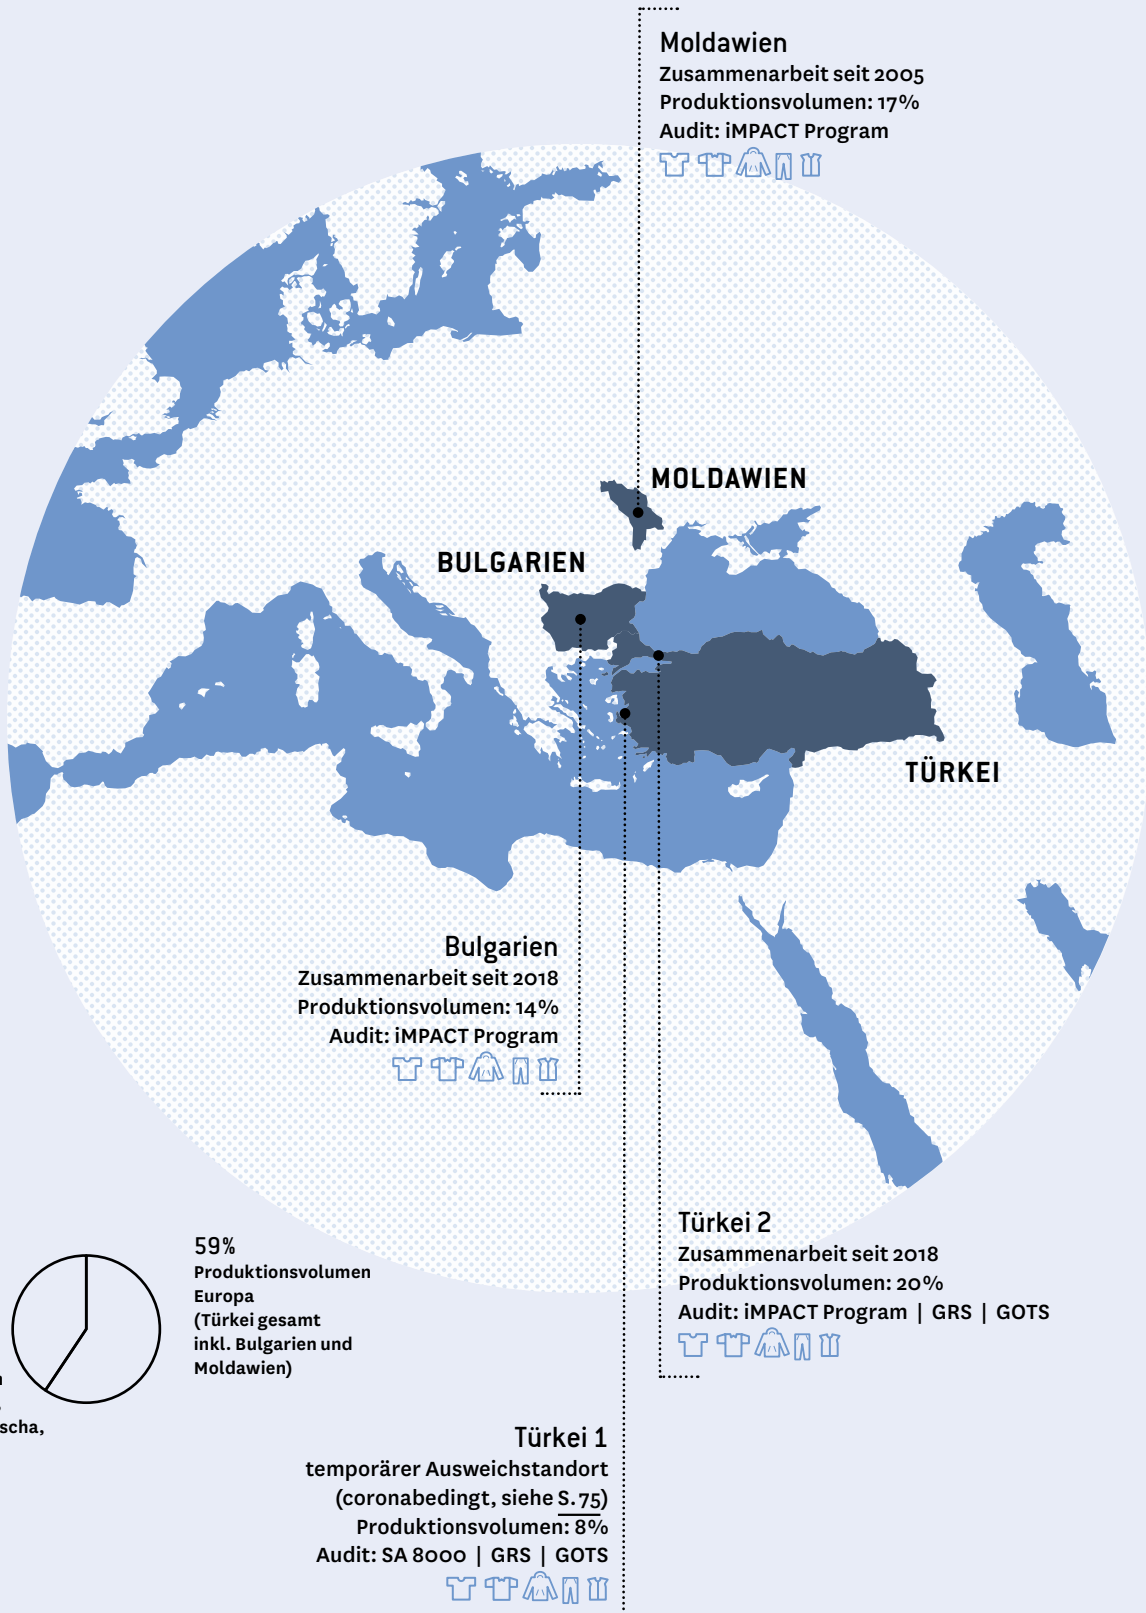 Moldawien
Zusammenarbeit seit 2005
Produktionsvolumen: 17%
Audit: iMPACT Program
MOLDAWIEN
BULGARIEN
TÜRKEI
Bulgarien
Zusammenarbeit seit 2018
Produktionsvolumen: 14%
Audit: iMPACT Program
Türkei 2
Zusammenarbeit seit 2018
Produktionsvolumen: 20%
Audit: iMPACT Program | GRS | GOTS
59%
Produktionsvolumen
Europa
(Türkei gesamt
inkl. Bulgarien und
Moldawien)
scha,
Türkei 1
temporärer Ausweichstandort
(coronabedingt, siehe S. 75)
Produktionsvolumen: 8%
Audit: SA 8000 | GRS | GOTS